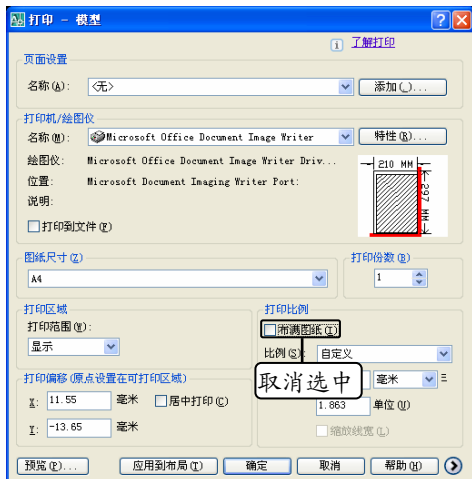 打印 - 模型
了解打印
页面设置
名称(A): <无> 添加(.)...
打印机/绘图仪
名称(M): Microsoft Office Document Image Writer 特性(R)...
绘图仪: Microsoft Office Document Image Writer Driv...
位置: Microsoft Document Imaging Writer Port:
说明:
打印到文件(F)
210 MM
297 MM
图纸尺寸(Z)
A4
打印份数(B)
1
打印区域
打印范围(W):
显示
打印比例
布满图纸(I)
比例(S): 自定义
取消选中
毫米 =
1.863 单位(U)
缩放线宽(L)
打印偏移(原点设置在可打印区域)
X: 11.55 毫米 居中打印(C)
Y: -13.65 毫米
预览(P)... 应用到布局(T) 确定 取消 帮助(H)